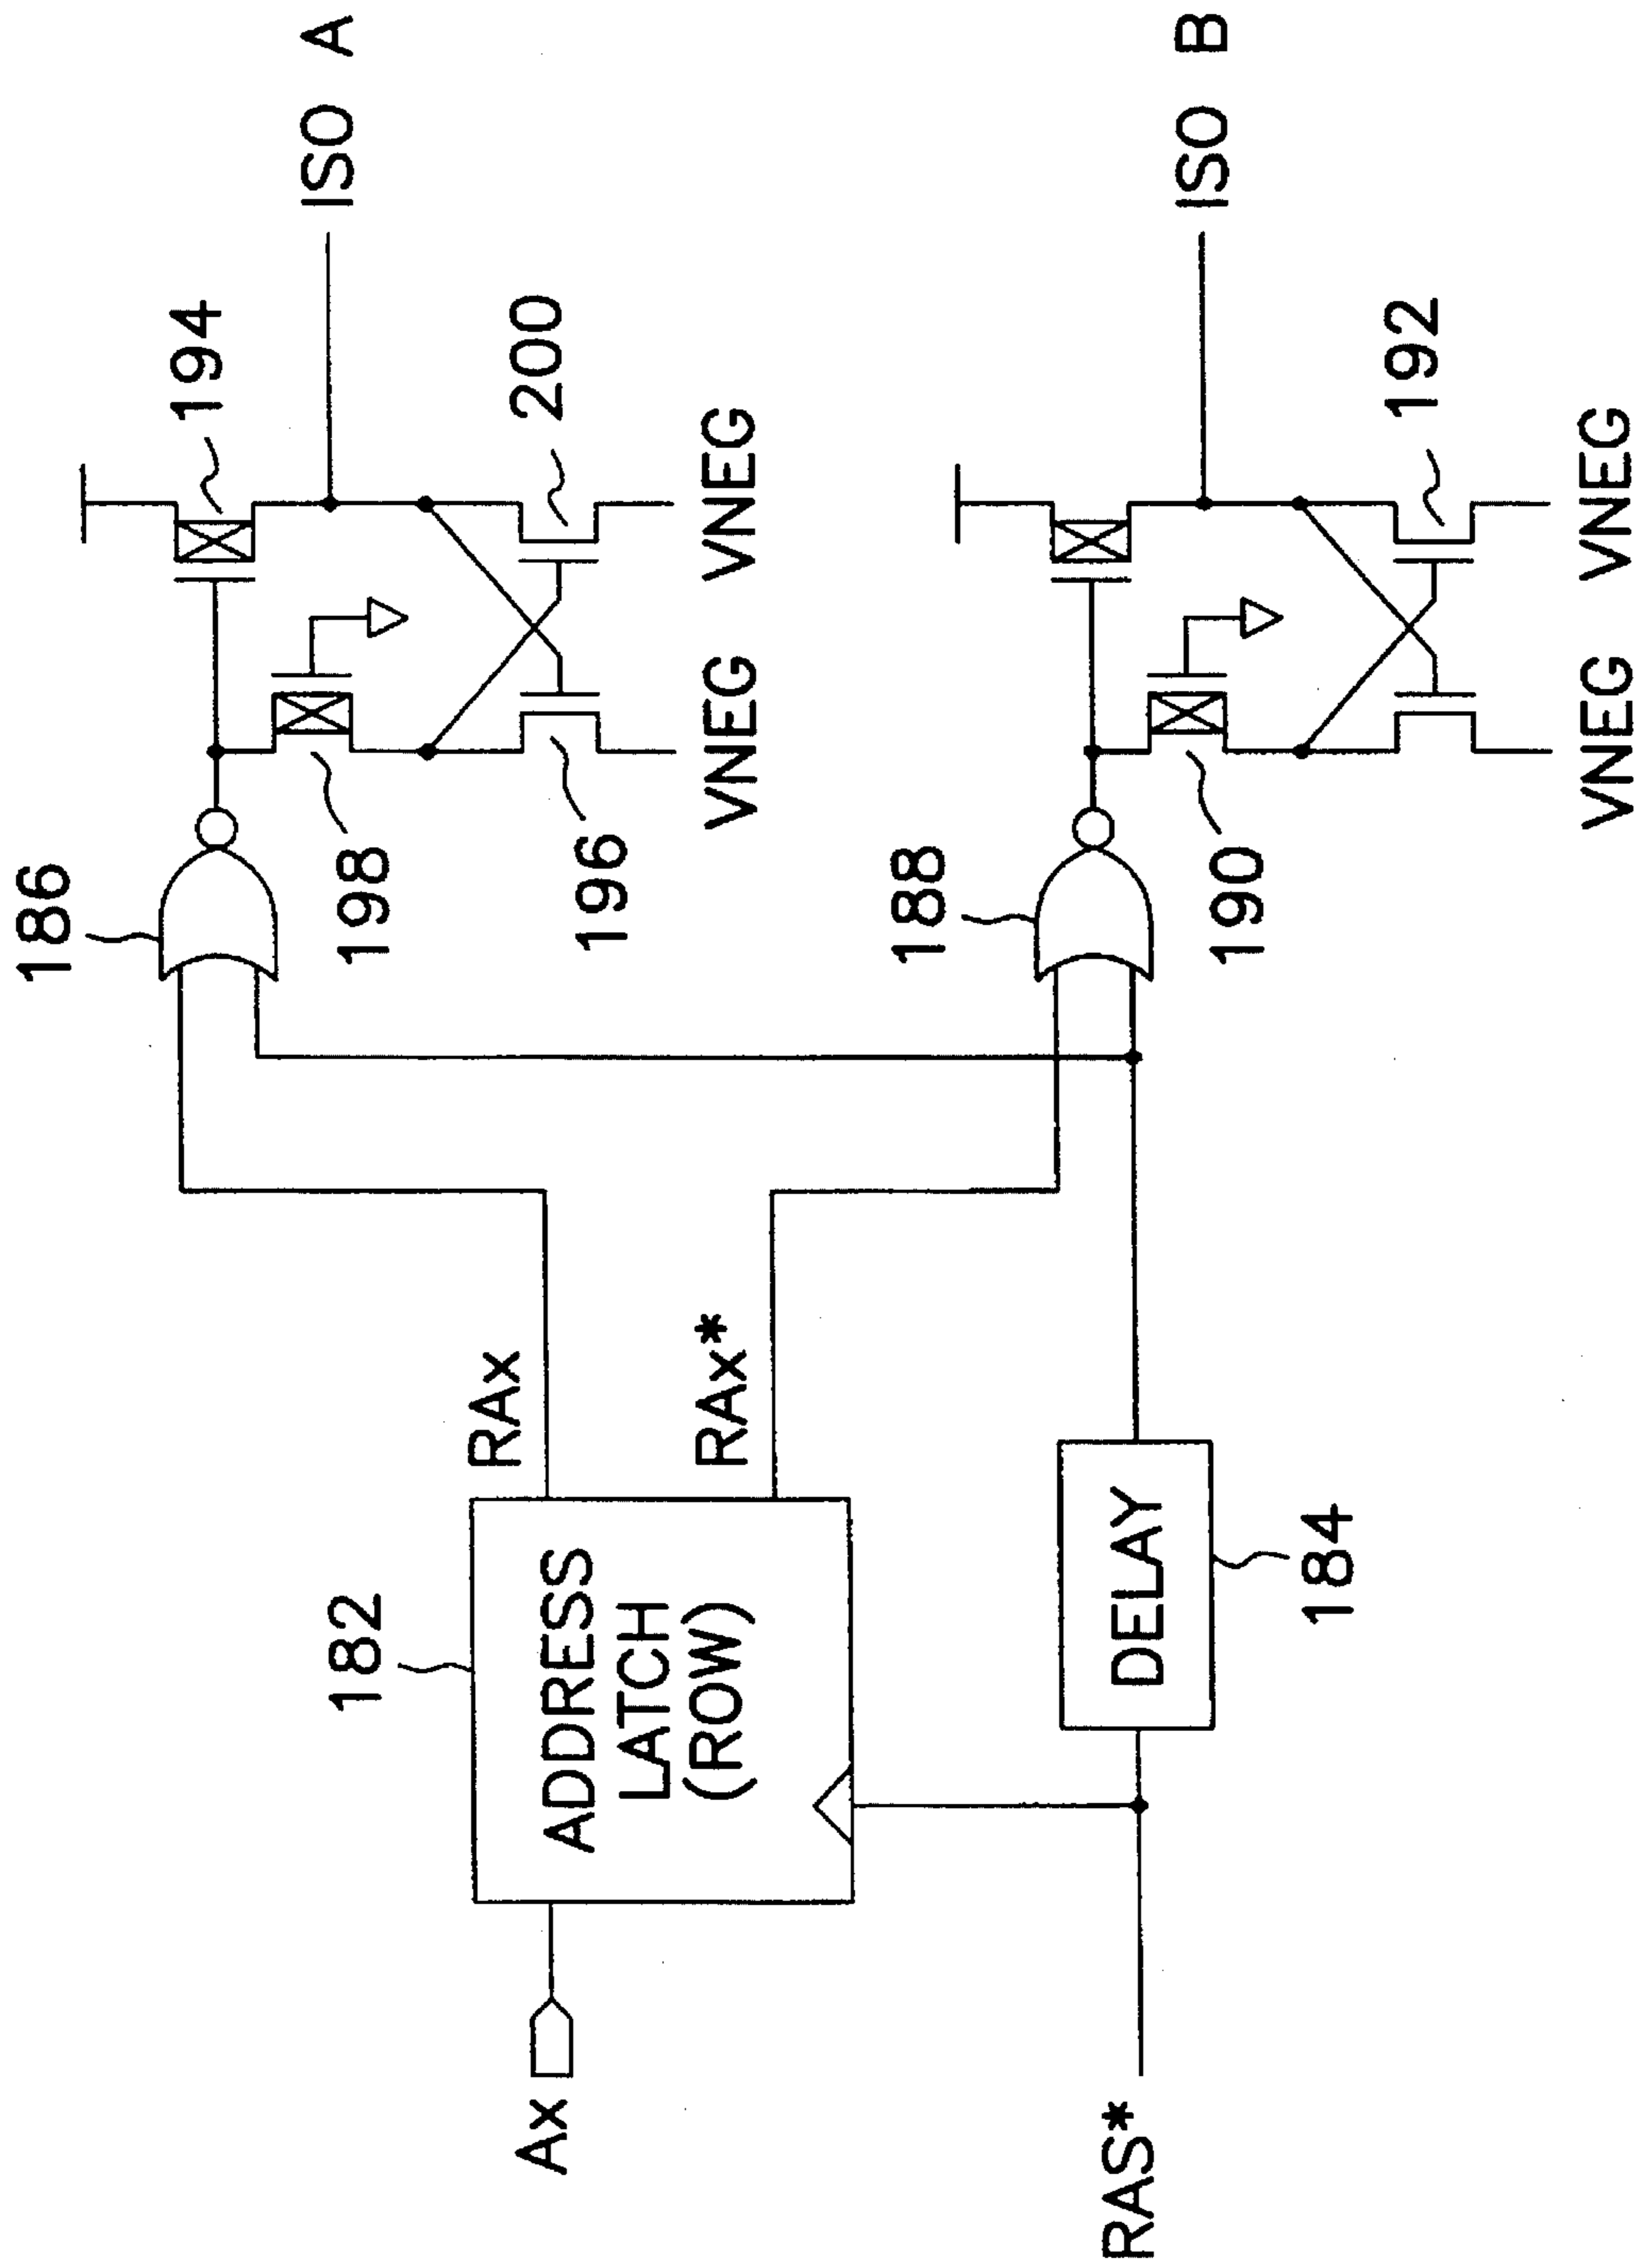 186
194
ISO A
198
200
196
VNEG VNEG
182
RAx
Ax
ADDRESS
LATCH
(ROW)
RAx*
188
ISO B
190
192
VNEG VNEG
RAS*
DELAY
184